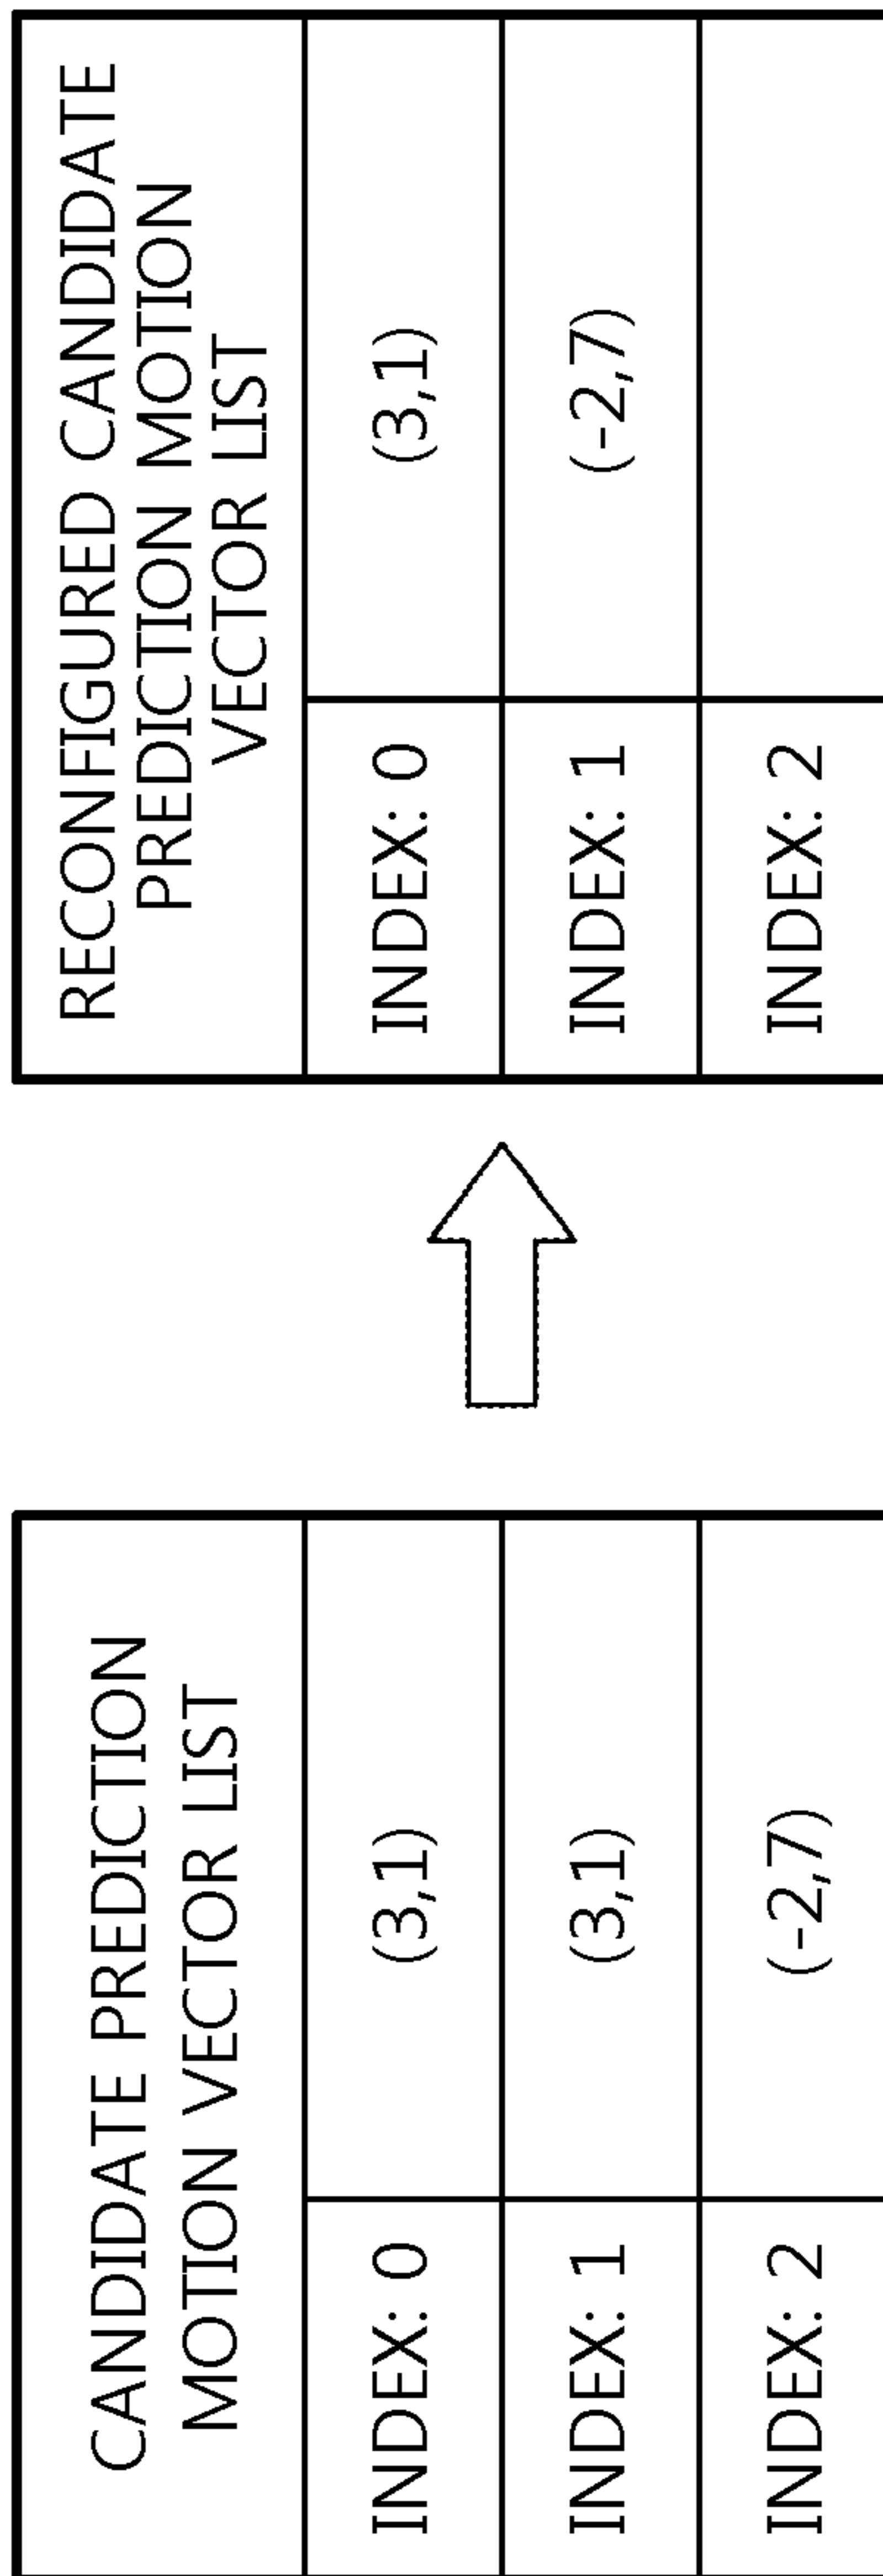 CANDIDATE PREDICTION
MOTION VECTOR LIST
INDEX: 0 (3,1)
INDEX: 1 (3,1)
INDEX: 2 (-2,7)
RECONFIGURED CANDIDATE
PREDICTION MOTION
VECTOR LIST
INDEX: 0 (3,1)
INDEX: 1 (-2,7)
INDEX: 2